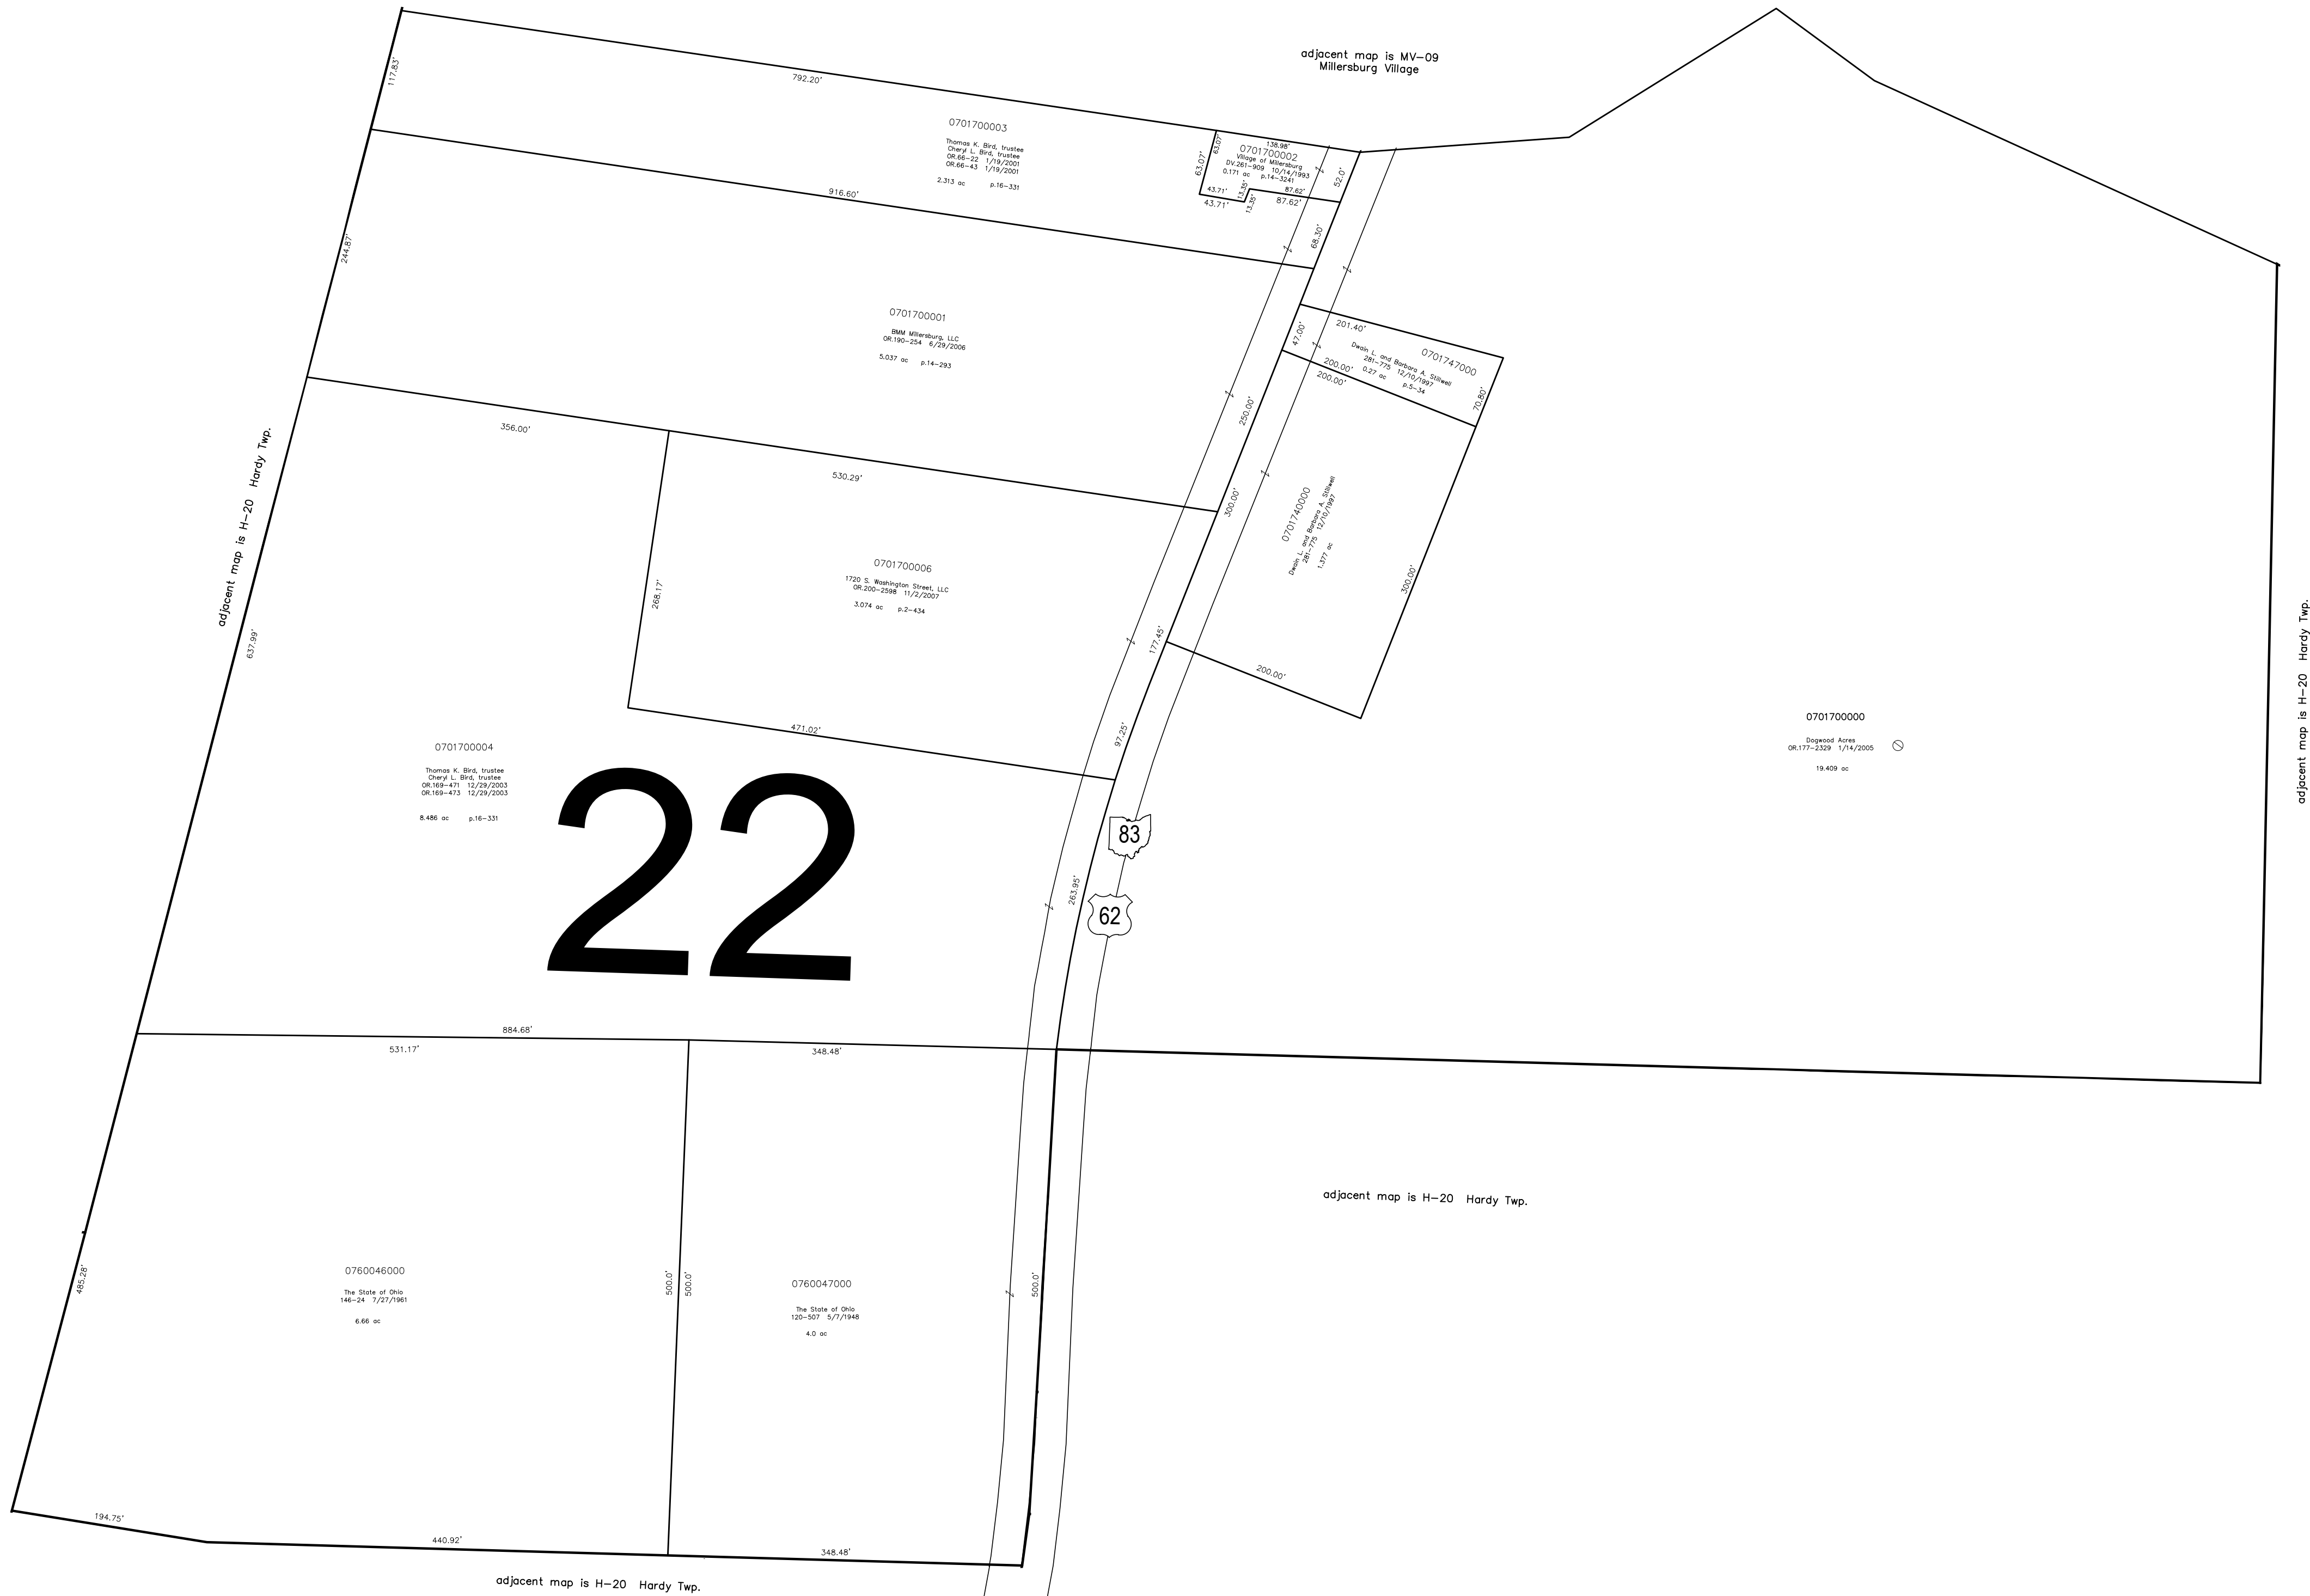 adjacent map is MV-09
Millersburg Village
117.83'
792.20'
0701700003
Thomas K. Bird, trustee
Cheryl L. Bird, trustee
OR.66-22 1/19/2001
OR.66-43 1/19/2001
2.313 ac p.16-331
63.07'
63.07'
138.98'
0701700002
Village of Millersburg
DV.261-909 10/14/1993
0.171 ac p.14-3241
43.71'
43.71'
13.35'
13.35'
87.62'
87.62'
52.0'
68.30'
916.60'
244.87'
0701700001
BMM Millersburg, LLC
OR.190-254 6/29/2006
5.037 ac p.14-293
47.00'
201.40'
0701747000
Dwain L. and Barbara A. Stillwell
281-775 12/10/1997
0.27 ac p.5-34
200.00'
200.00'
70.80'
250.00'
356.00'
530.29'
300.00'
0701740000
Dwain L. and Barbara A. Stillwell
281-775 12/10/1997
1.377 ac
300.00'
200.00'
adjacent map is H-20 Hardy Twp.
637.99'
268.17'
0701700006
1720 S. Washington Street, LLC
OR.200-2598 11/2/2007
3.074 ac p.2-434
177.45'
471.02'
97.25'
0701700000
Dogwood Acres
OR.177-2329 1/14/2005
19.409 ac
adjacent map is H-20 Hardy Twp.
0701700004
Thomas K. Bird, trustee
Cheryl L. Bird, trustee
OR.169-471 12/29/2003
OR.169-473 12/29/2003
8.486 ac p.16-331
22
83
62
263.95'
884.68'
531.17'
348.48'
adjacent map is H-20 Hardy Twp.
485.28'
0760046000
The State of Ohio
146-24 7/27/1961
6.66 ac
500.0'
500.0'
0760047000
The State of Ohio
120-507 5/7/1948
4.0 ac
500.0'
194.75'
440.92'
348.48'
adjacent map is H-20 Hardy Twp.